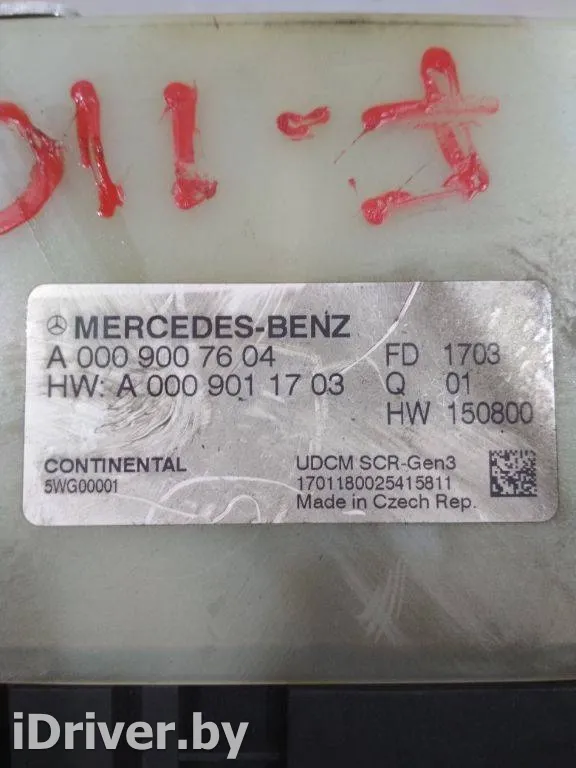 MERCEDES-BENZ
A 000 900 76 04 FD 1703
HW: A 000 901 17 03 Q 01
HW 150800
CONTINENTAL UDCM SCR-Gen3
5WG00001 1701180025415811
Made in Czech Rep.
iDriver.by